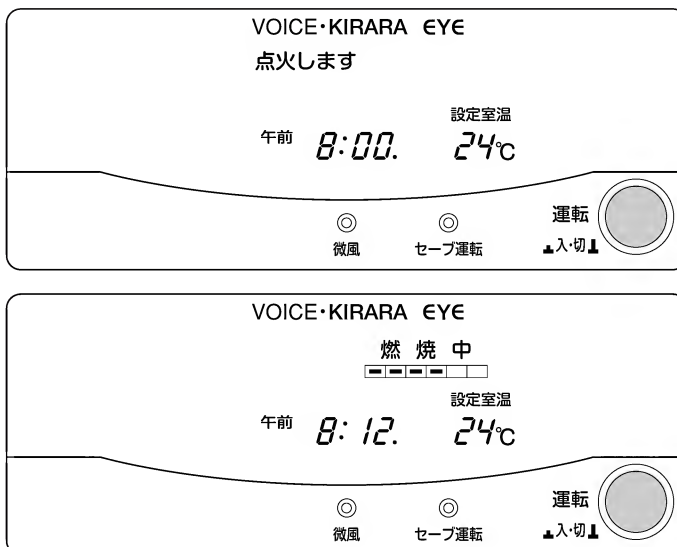 VOICE･KIRARA EYE
点火します
設定室温
午前 8:00. 24℃
微風 セーブ運転 運転
入･切
VOICE･KIRARA EYE
燃焼中
設定室温
午前 8:12. 24℃
微風 セーブ運転 運転
入･切